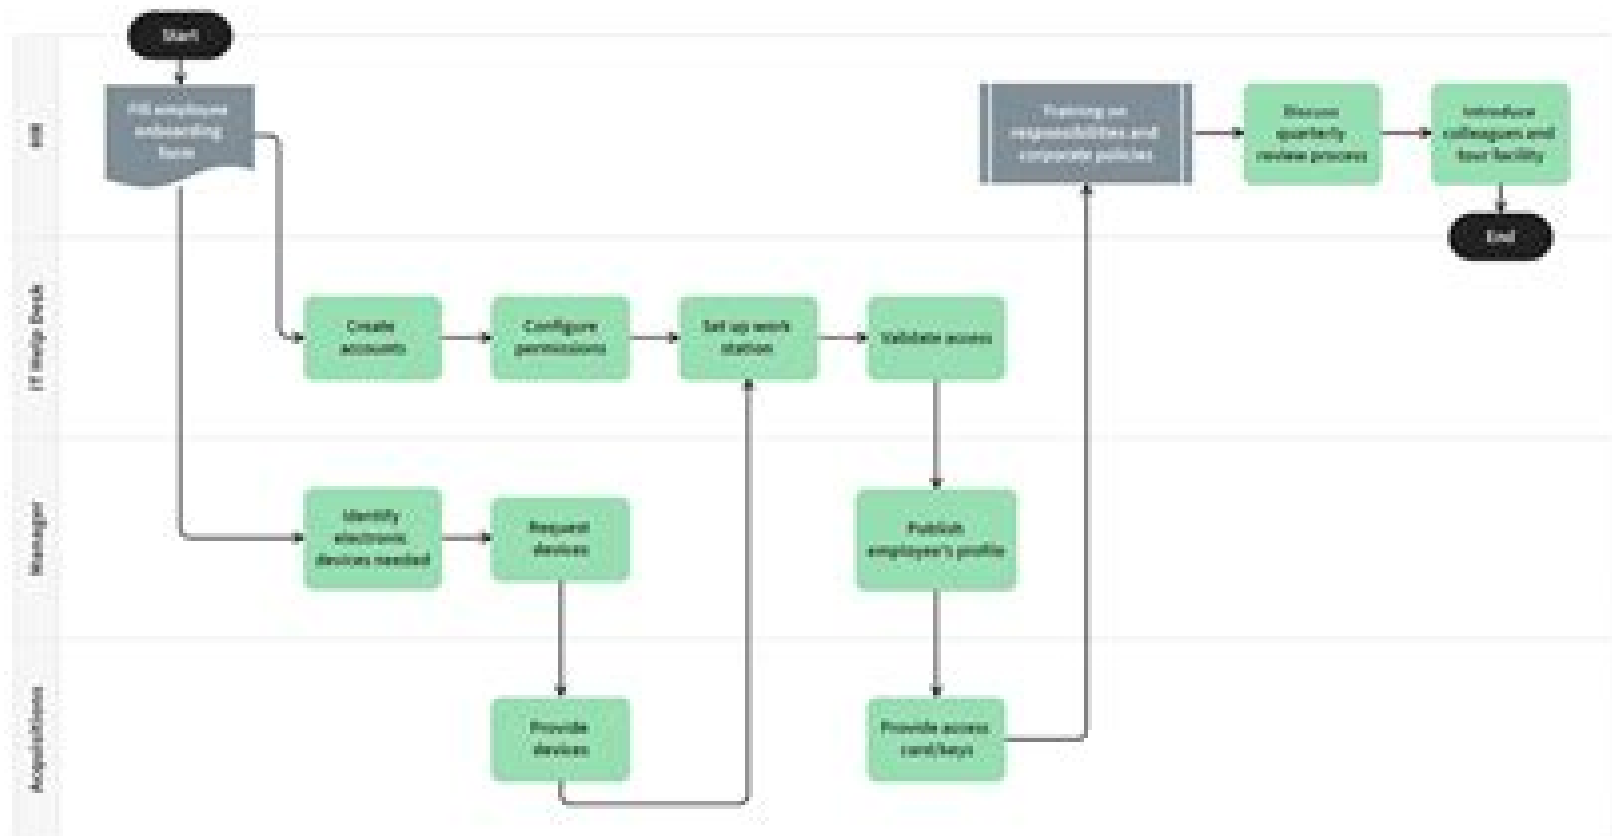 Start
HR
Fill employee
onboarding
form
Training on
responsibilities and
corporate policies
Discuss
quarterly
review process
Introduce
colleagues and
tour facility
End
IT Help Desk
Create
accounts
Configure
permissions
Set up work
station
Validate access
Manager
Identify
electronic
devices needed
Request
devices
Publish
employee's profile
Acquisitions
Provide
devices
Provide access
card/keys